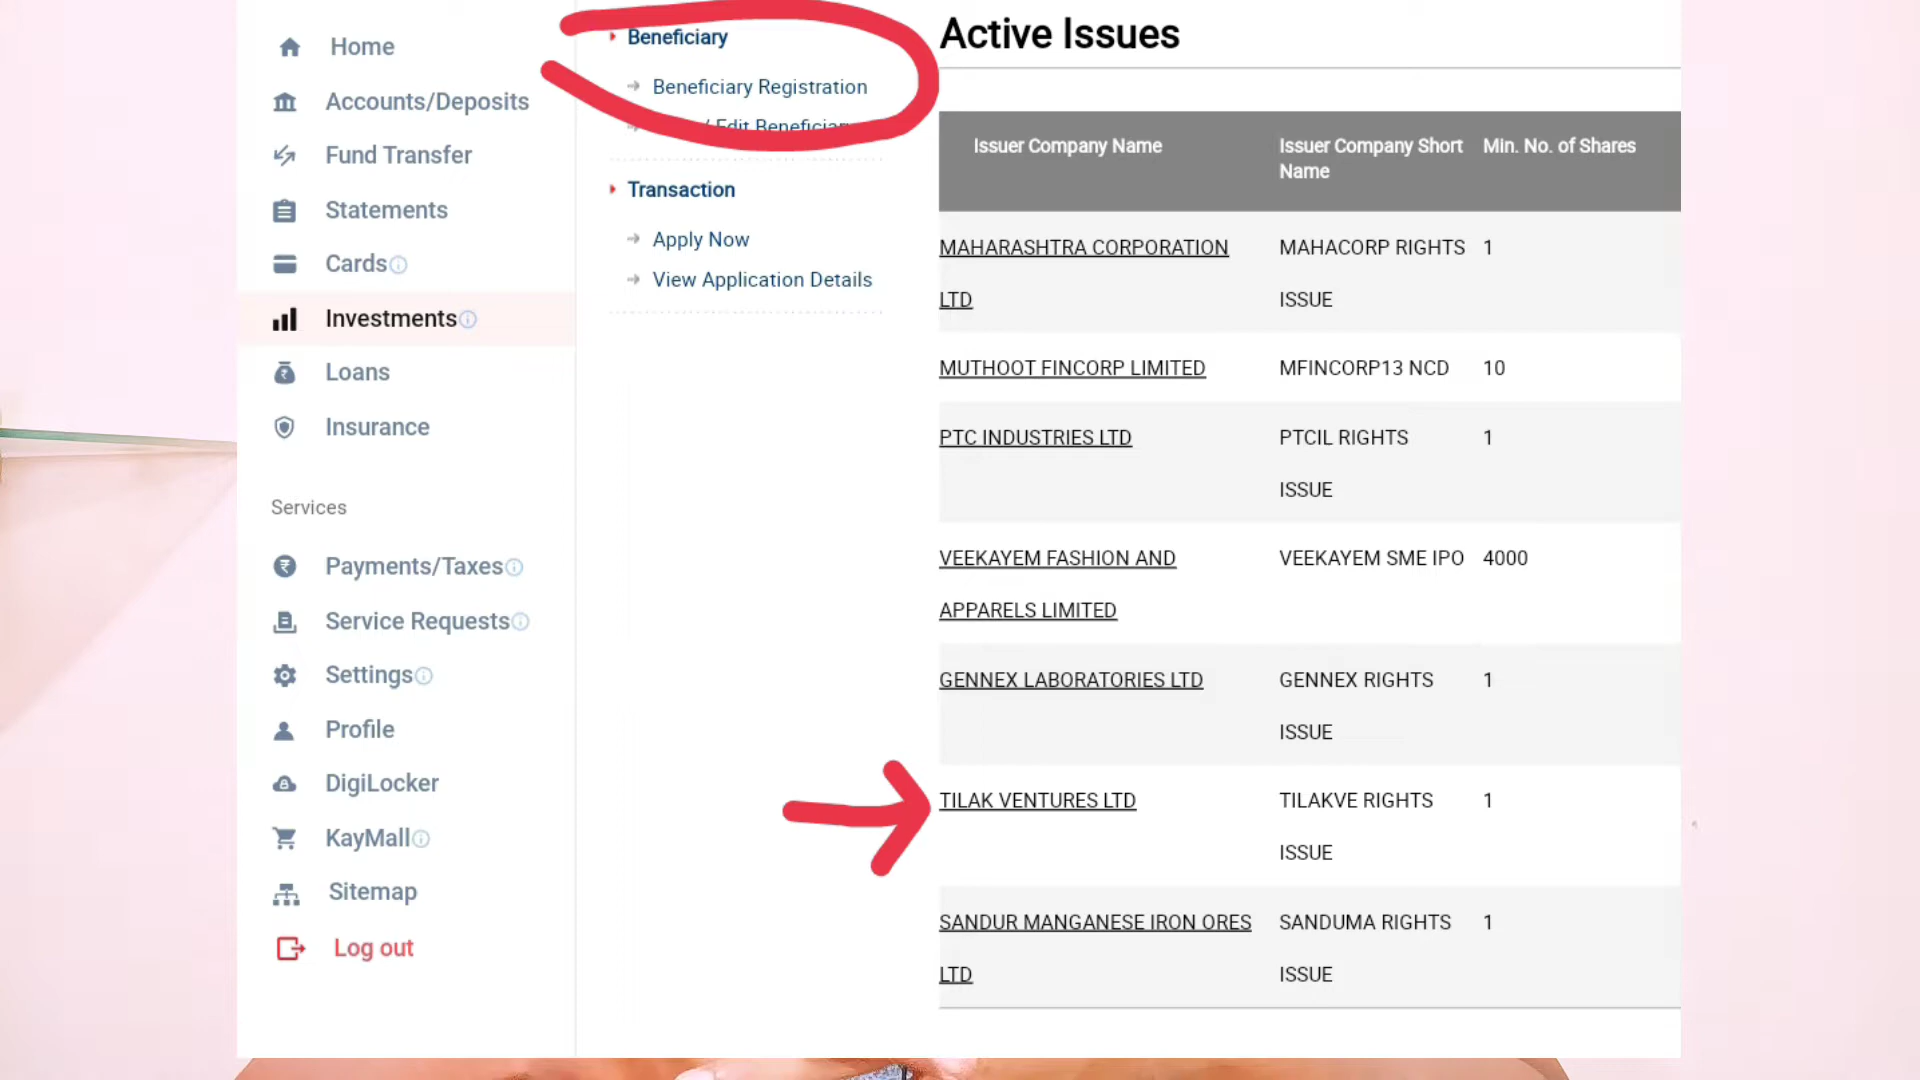 Home
Accounts/Deposits
Fund Transfer
Statements
Cards
Investments
Loans
Insurance
Services
Payments/Taxes
Service Requests
Settings
Profile
DigiLocker
KayMall
Sitemap
Log out
Beneficiary
Beneficiary Registration
/ Edit Beneficiary
Transaction
Apply Now
View Application Details
Active Issues
Issuer Company Name
Issuer Company Short
Name
Min. No. of Shares
MAHARASHTRA CORPORATION
LTD
MAHACORP RIGHTS
ISSUE
1
MUTHOOT FINCORP LIMITED
MFINCORP13 NCD
10
PTC INDUSTRIES LTD
PTCIL RIGHTS
ISSUE
1
VEEKAYEM FASHION AND
APPARELS LIMITED
VEEKAYEM SME IPO
4000
GENNEX LABORATORIES LTD
GENNEX RIGHTS
ISSUE
1
TILAK VENTURES LTD
TILAKVE RIGHTS
ISSUE
1
SANDUR MANGANESE IRON ORES
LTD
SANDUMA RIGHTS
ISSUE
1